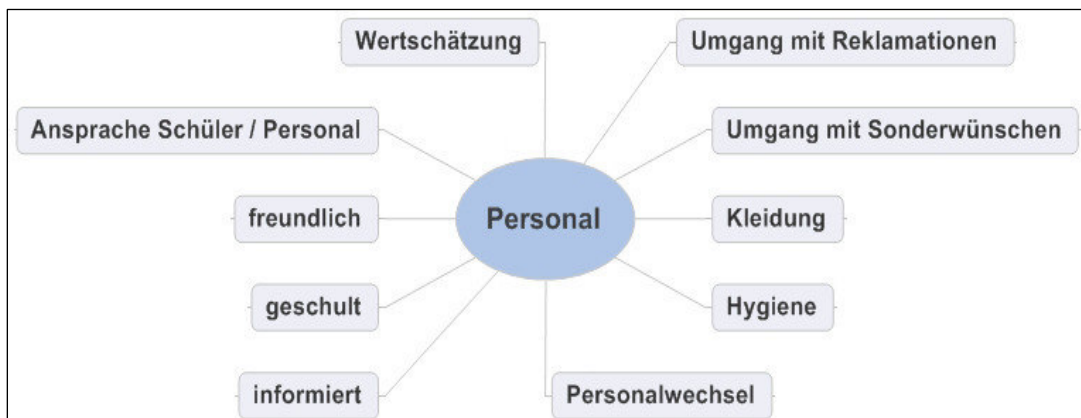 Wertschätzung
Umgang mit Reklamationen
Ansprache Schüler / Personal
Umgang mit Sonderwünschen
freundlich
Personal
Kleidung
geschult
Hygiene
informiert
Personalwechsel